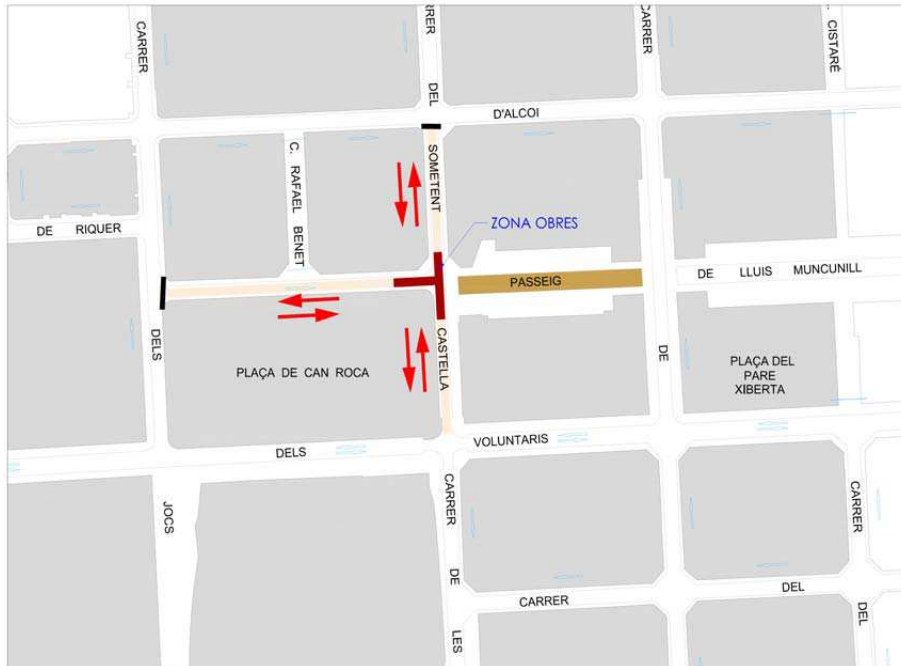 CARRER
CARRER
DEL
CARRER
C. CISTARÉ
D'ALCOI
SOMETENT
C. RAFAEL BENET
DE RIQUER
ZONA OBRES
PASSEIG
DE LLUIS MUNCUNILL
DELS
CASTELLA
DE
PLAÇA DE CAN ROCA
PLAÇA DEL
PARE
XIBERTA
DELS
VOLUNTARIS
JOCS
CARRER
DE
LES
CARRER
CARRER
DEL
DEL